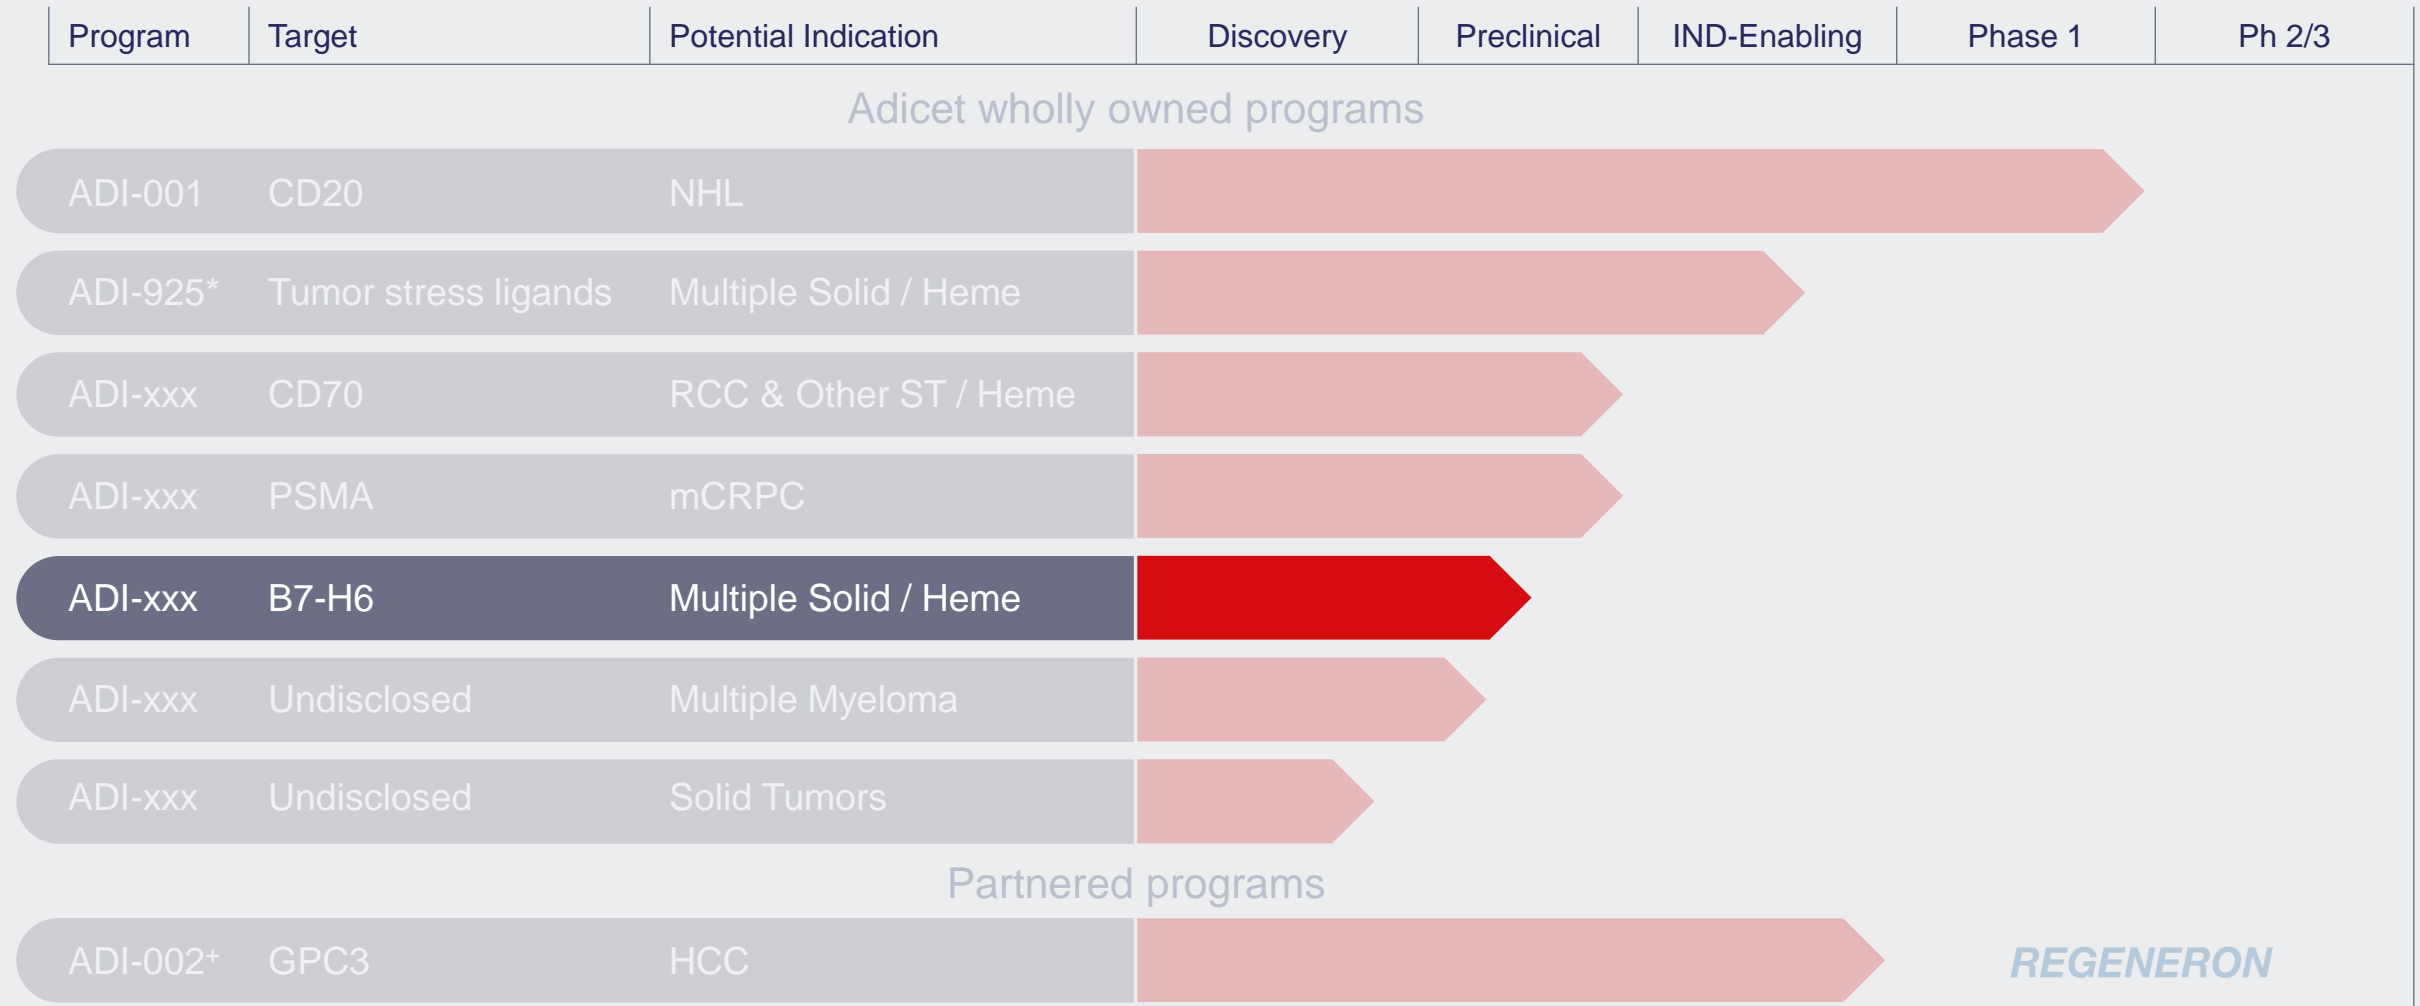 Program Target Potential Indication Discovery Preclinical IND-Enabling Phase 1 Ph 2/3
Adicet wholly owned programs
ADI-001 CD20 NHL
ADI-925* Tumor stress ligands Multiple Solid / Heme
ADI-xxx CD70 RCC & Other ST / Heme
ADI-xxx PSMA mCRPC
ADI-xxx B7-H6 Multiple Solid / Heme
ADI-xxx Undisclosed Multiple Myeloma
ADI-xxx Undisclosed Solid Tumors
Partnered programs
ADI-002⁺ GPC3 HCC REGENERON